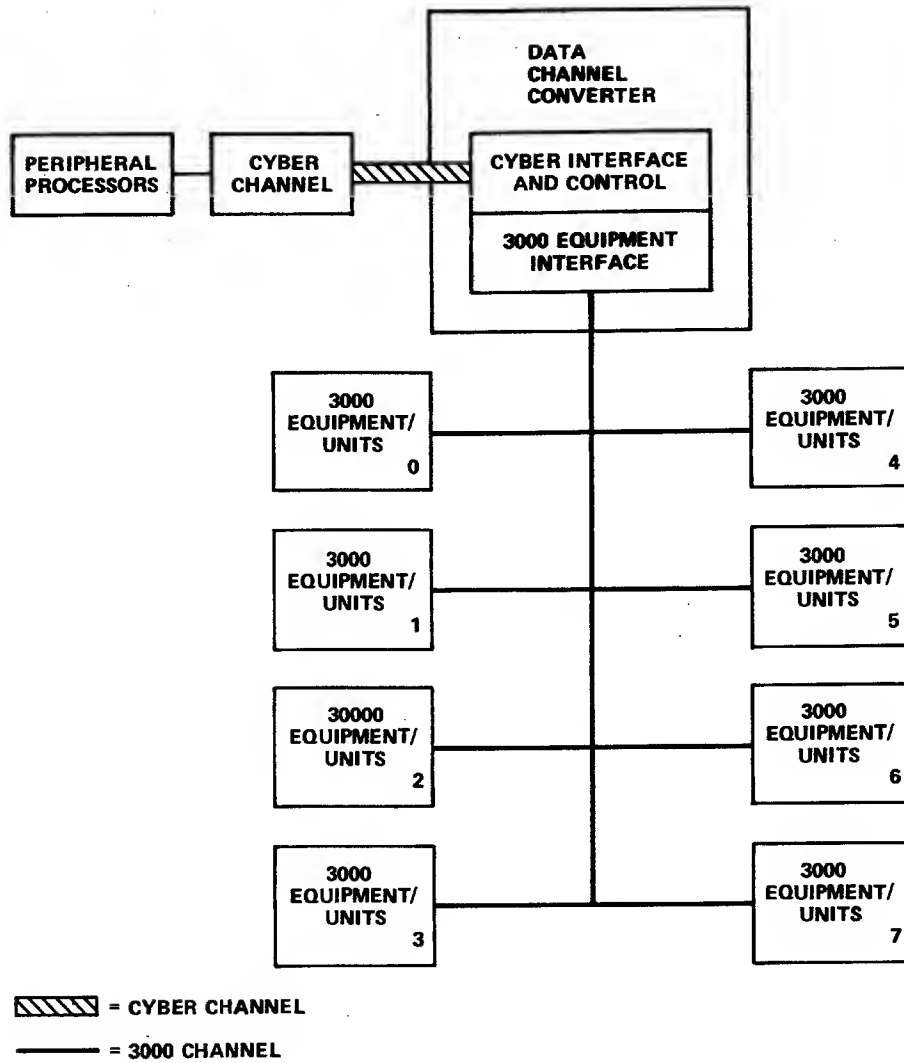 DATA
CHANNEL
CONVERTER
PERIPHERAL
PROCESSORS
CYBER
CHANNEL
CYBER INTERFACE
AND CONTROL
3000 EQUIPMENT
INTERFACE
3000
EQUIPMENT/
UNITS
0
3000
EQUIPMENT/
UNITS
4
3000
EQUIPMENT/
UNITS
1
3000
EQUIPMENT/
UNITS
5
30000
EQUIPMENT/
UNITS
2
3000
EQUIPMENT/
UNITS
6
3000
EQUIPMENT/
UNITS
3
3000
EQUIPMENT/
UNITS
7
= CYBER CHANNEL
= 3000 CHANNEL